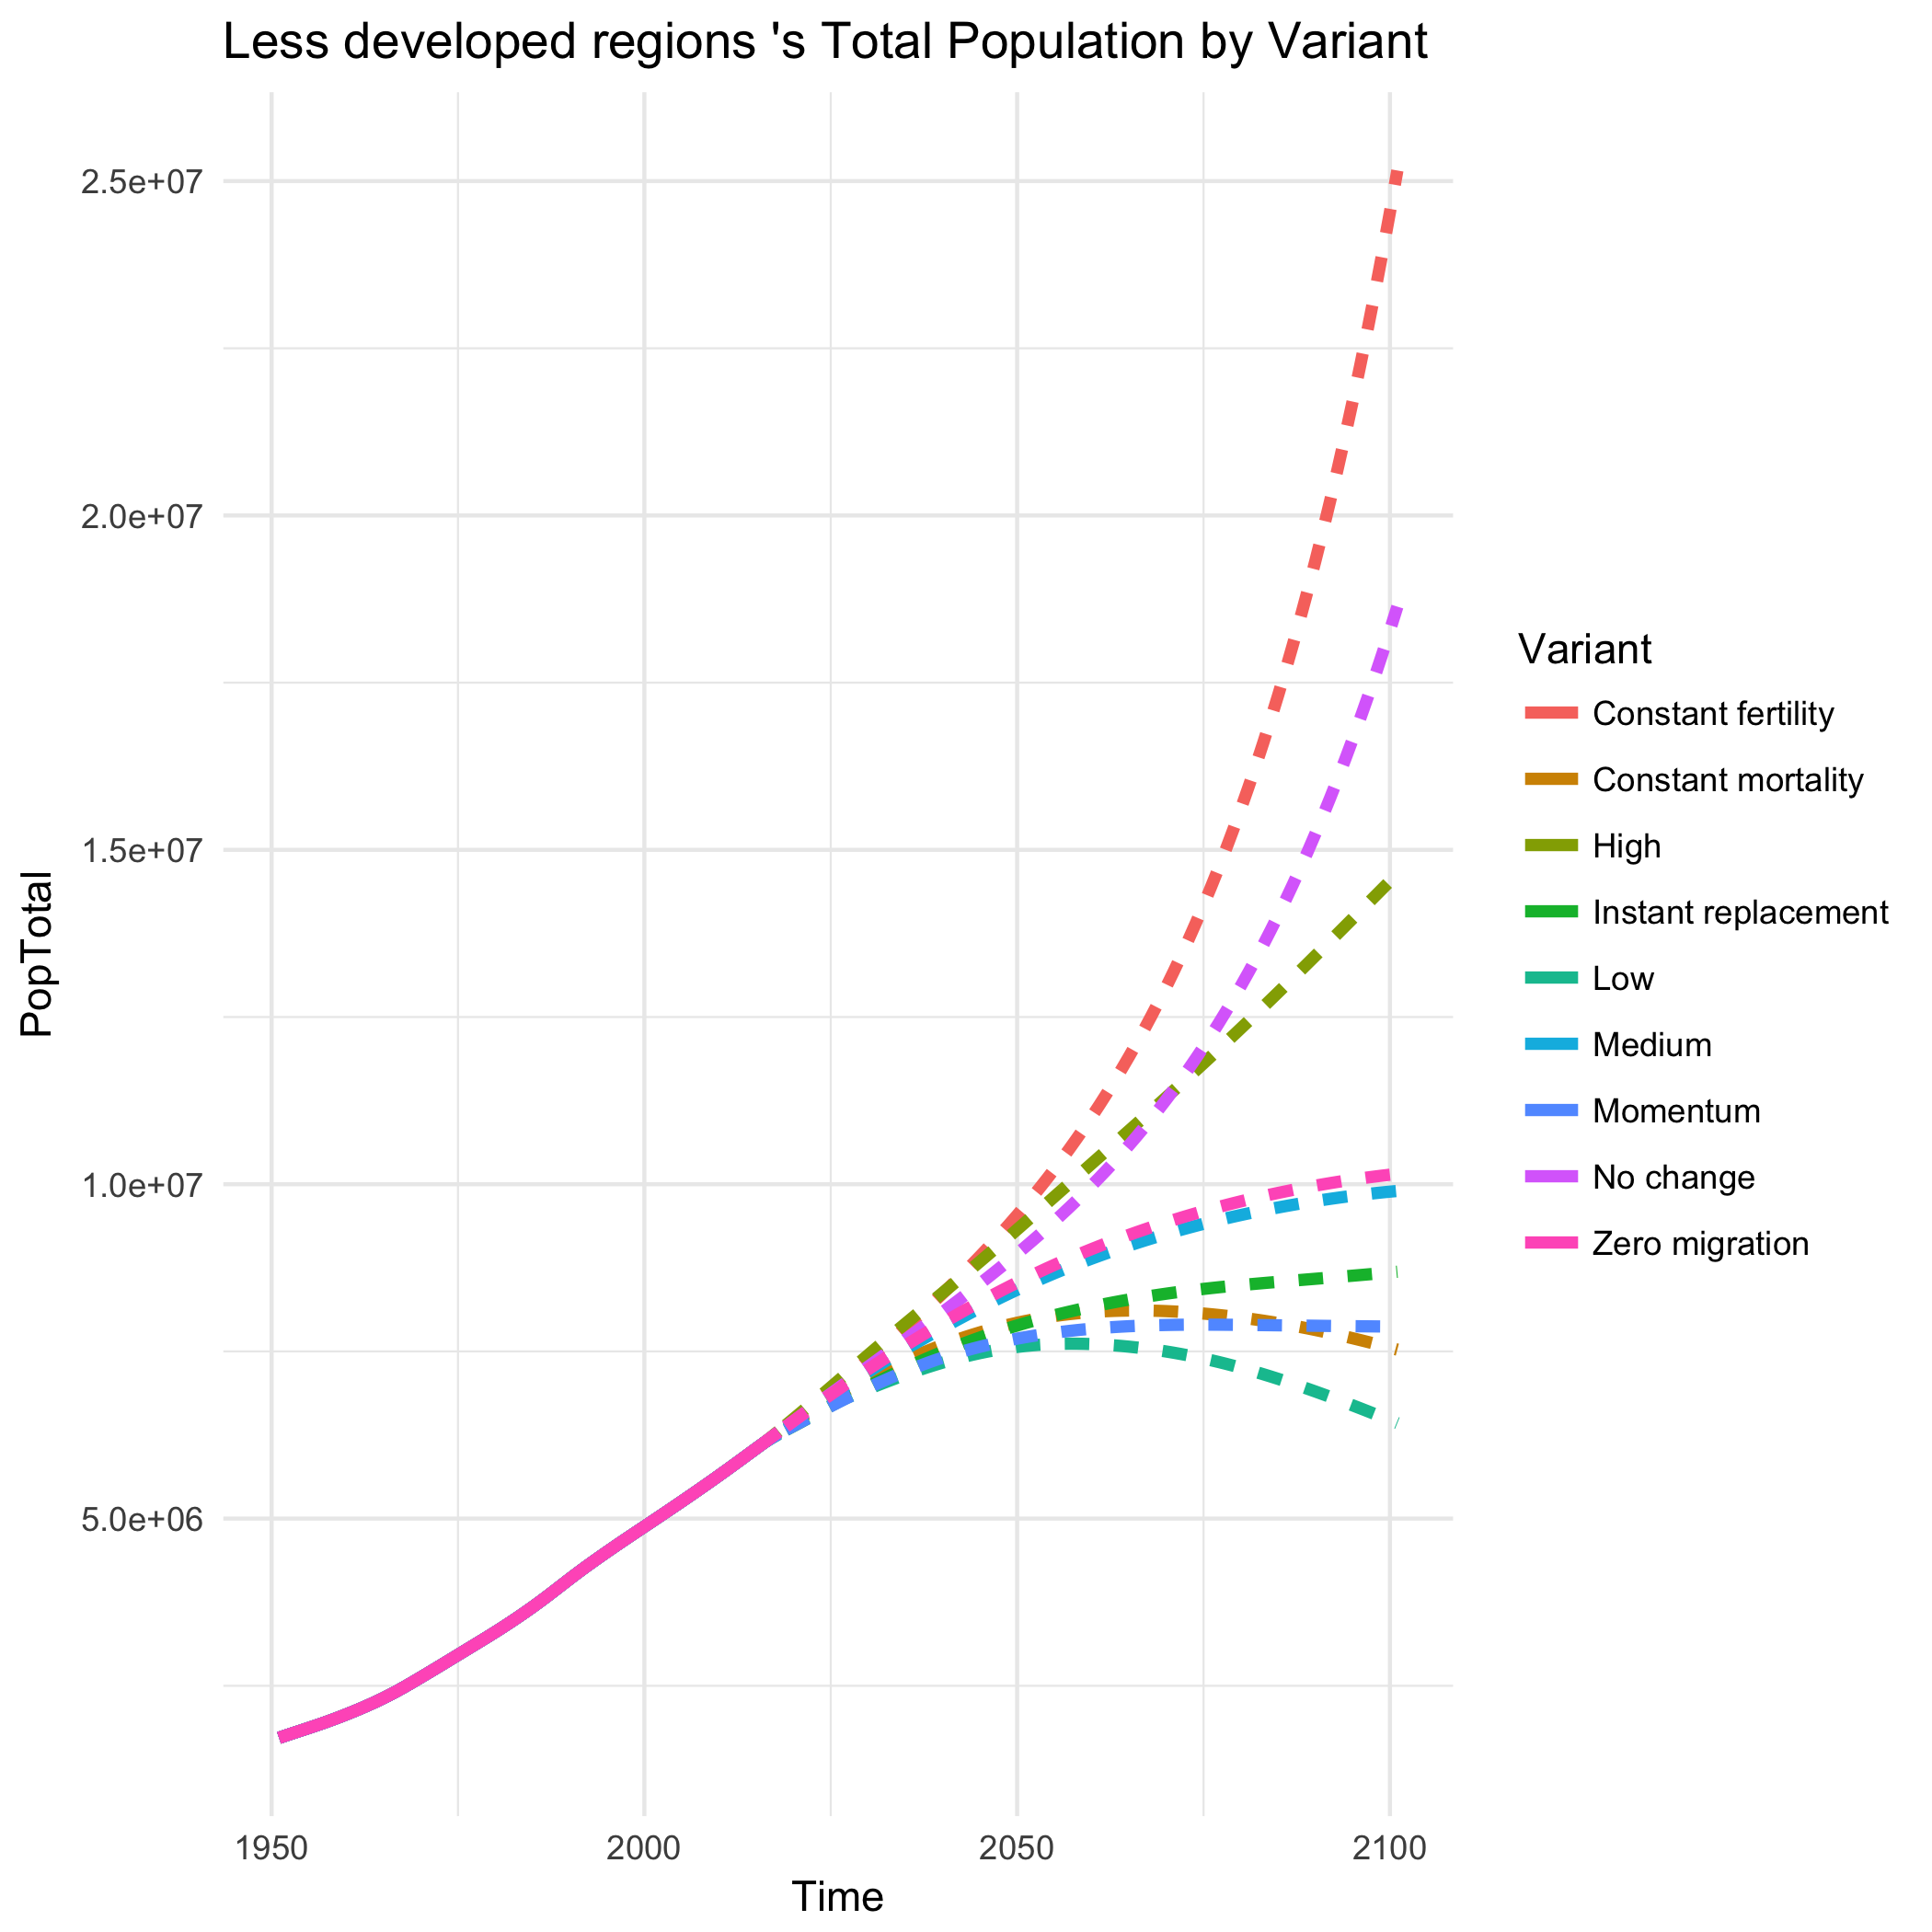 Less developed regions 's Total Population by Variant
2.5e+07
2.0e+07
1.5e+07
1.0e+07
5.0e+06
PopTotal
1950
2000
2050
2100
Time
Variant
Constant fertility
Constant mortality
High
Instant replacement
Low
Medium
Momentum
No change
Zero migration